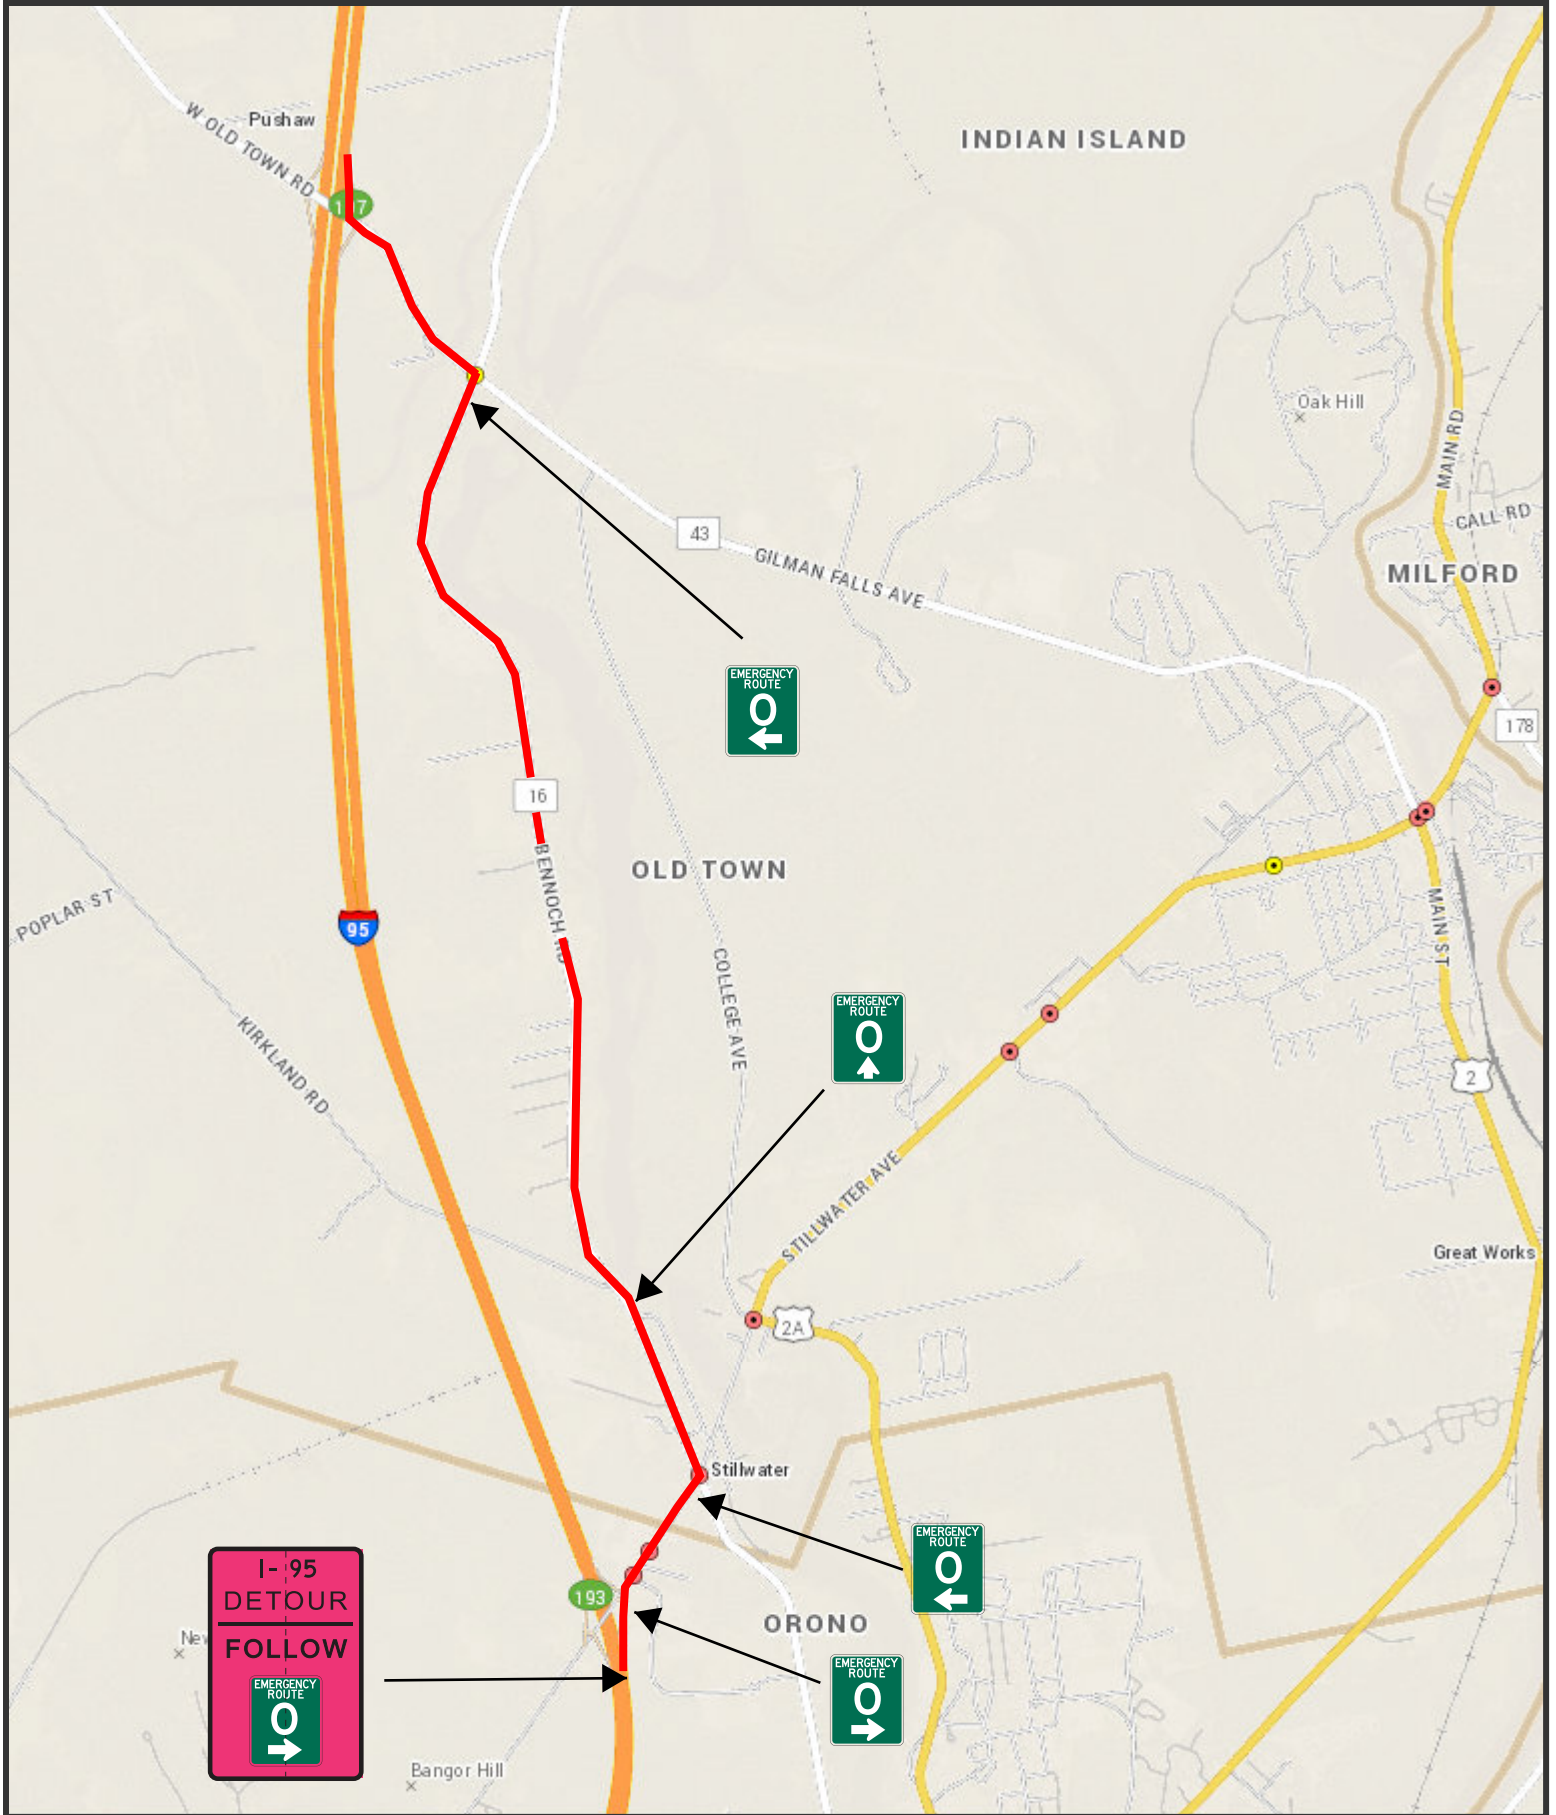 Pushaw
W OLD TOWN RD
INDIAN ISLAND
Oak Hill
MAIN RD
CALL RD
43
GILMAN FALLS AVE
MILFORD
EMERGENCY
ROUTE
O
178
16
BENNOCH
OLD TOWN
POPLAR ST
95
MAIN ST
COLLEGE AVE
EMERGENCY
ROUTE
O
KIRKLAND RD
2
STILLWATER AVE
Great Works
2A
Stillwater
EMERGENCY
ROUTE
O
193
ORONO
I-95
DETOUR
FOLLOW
EMERGENCY
ROUTE
O
EMERGENCY
ROUTE
O
Bangor Hill